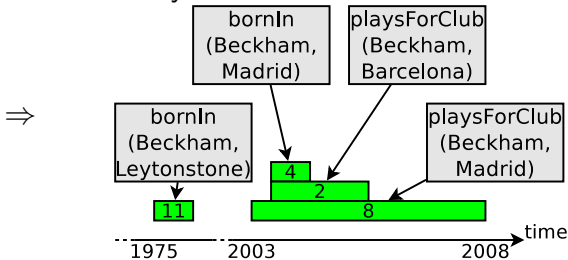 bornIn
(Beckham,
Madrid)
playsForClub
(Beckham,
Barcelona)
⇒
bornIn
(Beckham,
Leytonstone)
playsForClub
(Beckham,
Madrid)
4
2
11
8
time
1975
2003
2008